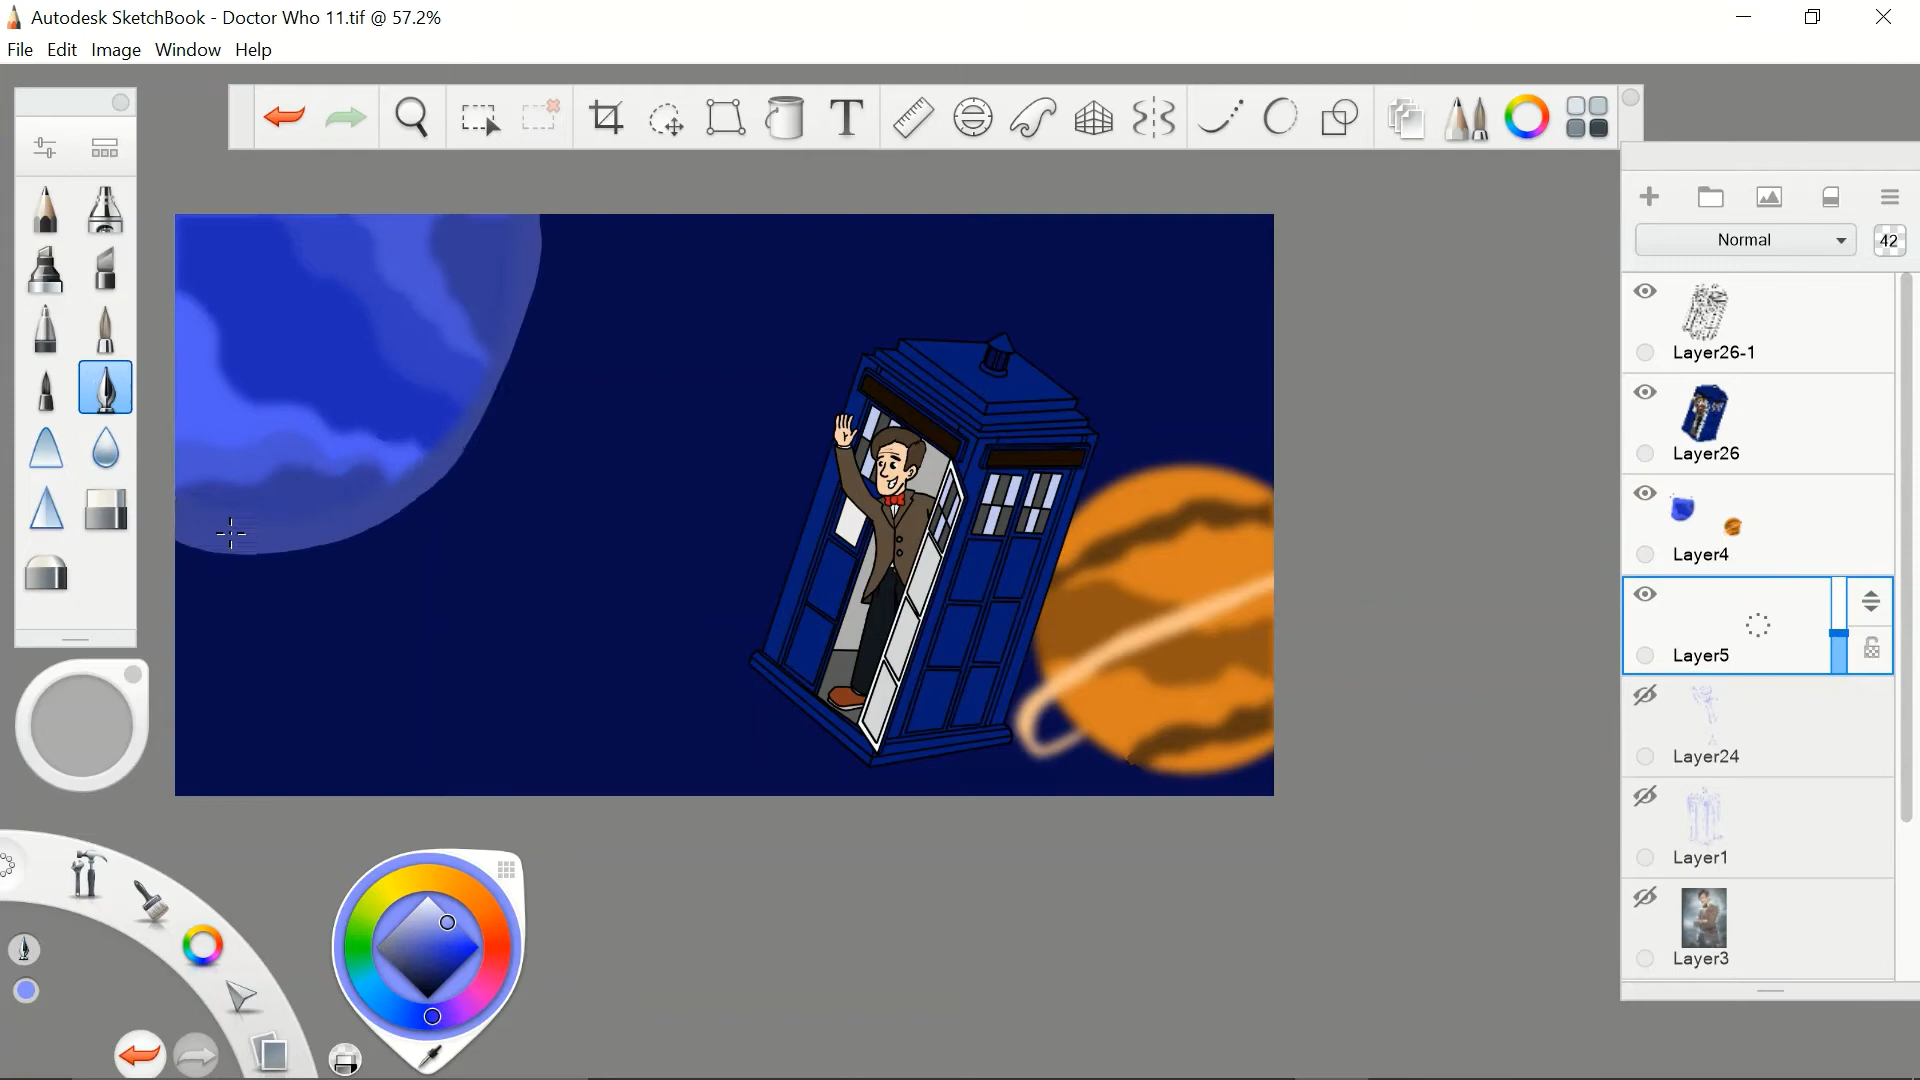 Autodesk SketchBook - Doctor Who 11.tif @ 57.2%
File Edit Image Window Help
T
Normal 42
Layer26-1
Layer26
Layer4
Layer5
Layer24
Layer1
Layer3